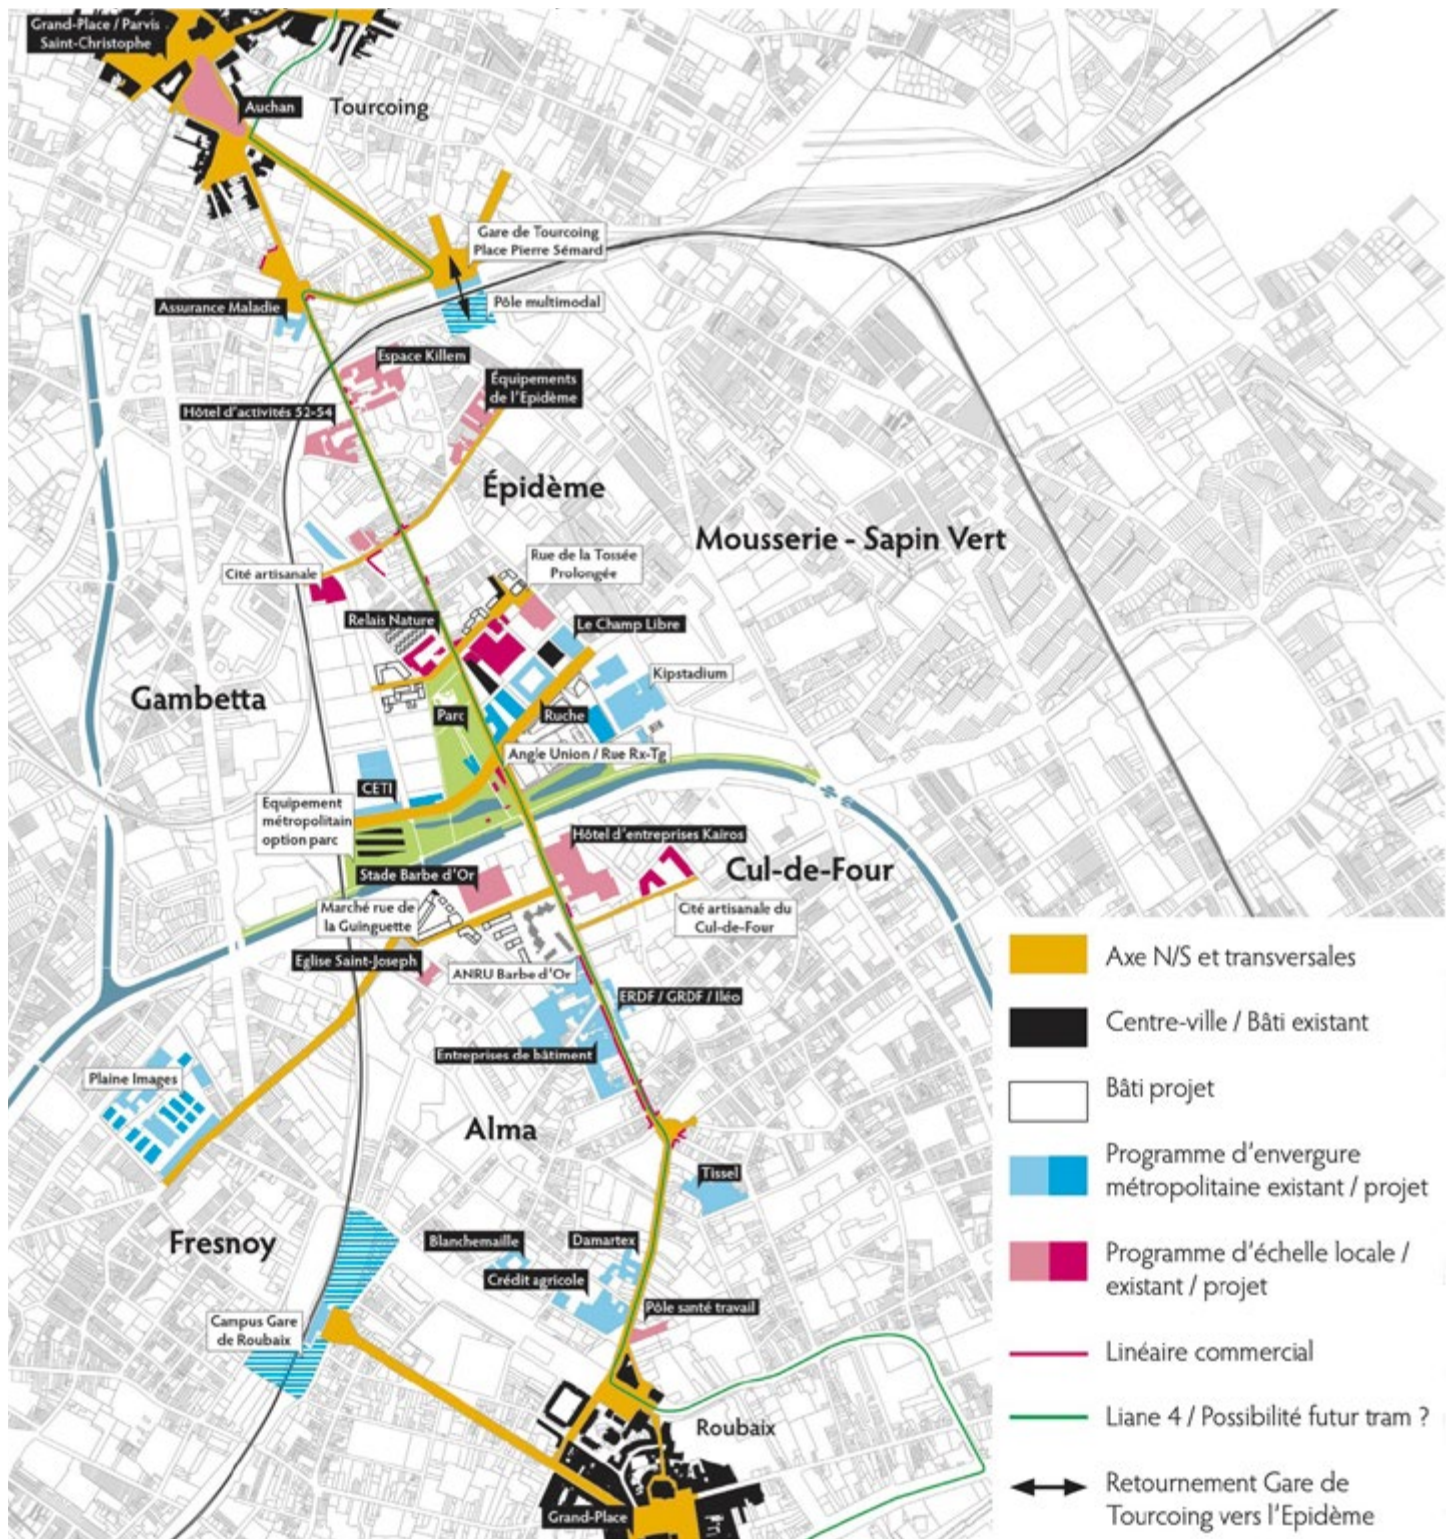 Grand-Place / Parvis
Saint-Christophe
Auchan
Tourcoing
Gare de Tourcoing
Place Pierre Sémard
Assurance Maladie
Pôle multimodal
Espace Killem
Équipements
de l'Epidème
Hôtel d'activités 52-54
Épidème
Mousserie - Sapin Vert
Rue de la Tossée
Prolongée
Cité artisanale
Relais Nature
Le Champ Libre
Kipstadium
Gambetta
Parc
Ruche
Angle Union / Rue Rx-Tg
CETI
Equipement
métropolitain
option parc
Hôtel d'entreprises Kairos
Cul-de-Four
Stade Barbe d'Or
Marché rue de
la Guinguette
Cité artisanale du
Cul-de-Four
Eglise Saint-Joseph
ANRU Barbe d'Or
ERDF / GRDF / Iléo
Entreprises de bâtiment
Plaine Images
Alma
Tissel
Fresnoy
Blanchemaille
Damartex
Crédit agricole
Pôle santé travail
Campus Gare
de Roubaix
Roubaix
Grand-Place
Axe N/S et transversales
Centre-ville / Bâti existant
Bâti projet
Programme d'envergure
métropolitaine existant / projet
Programme d'échelle locale /
existant / projet
Linéaire commercial
Liane 4 / Possibilité futur tram ?
Retournement Gare de
Tourcoing vers l'Epidème